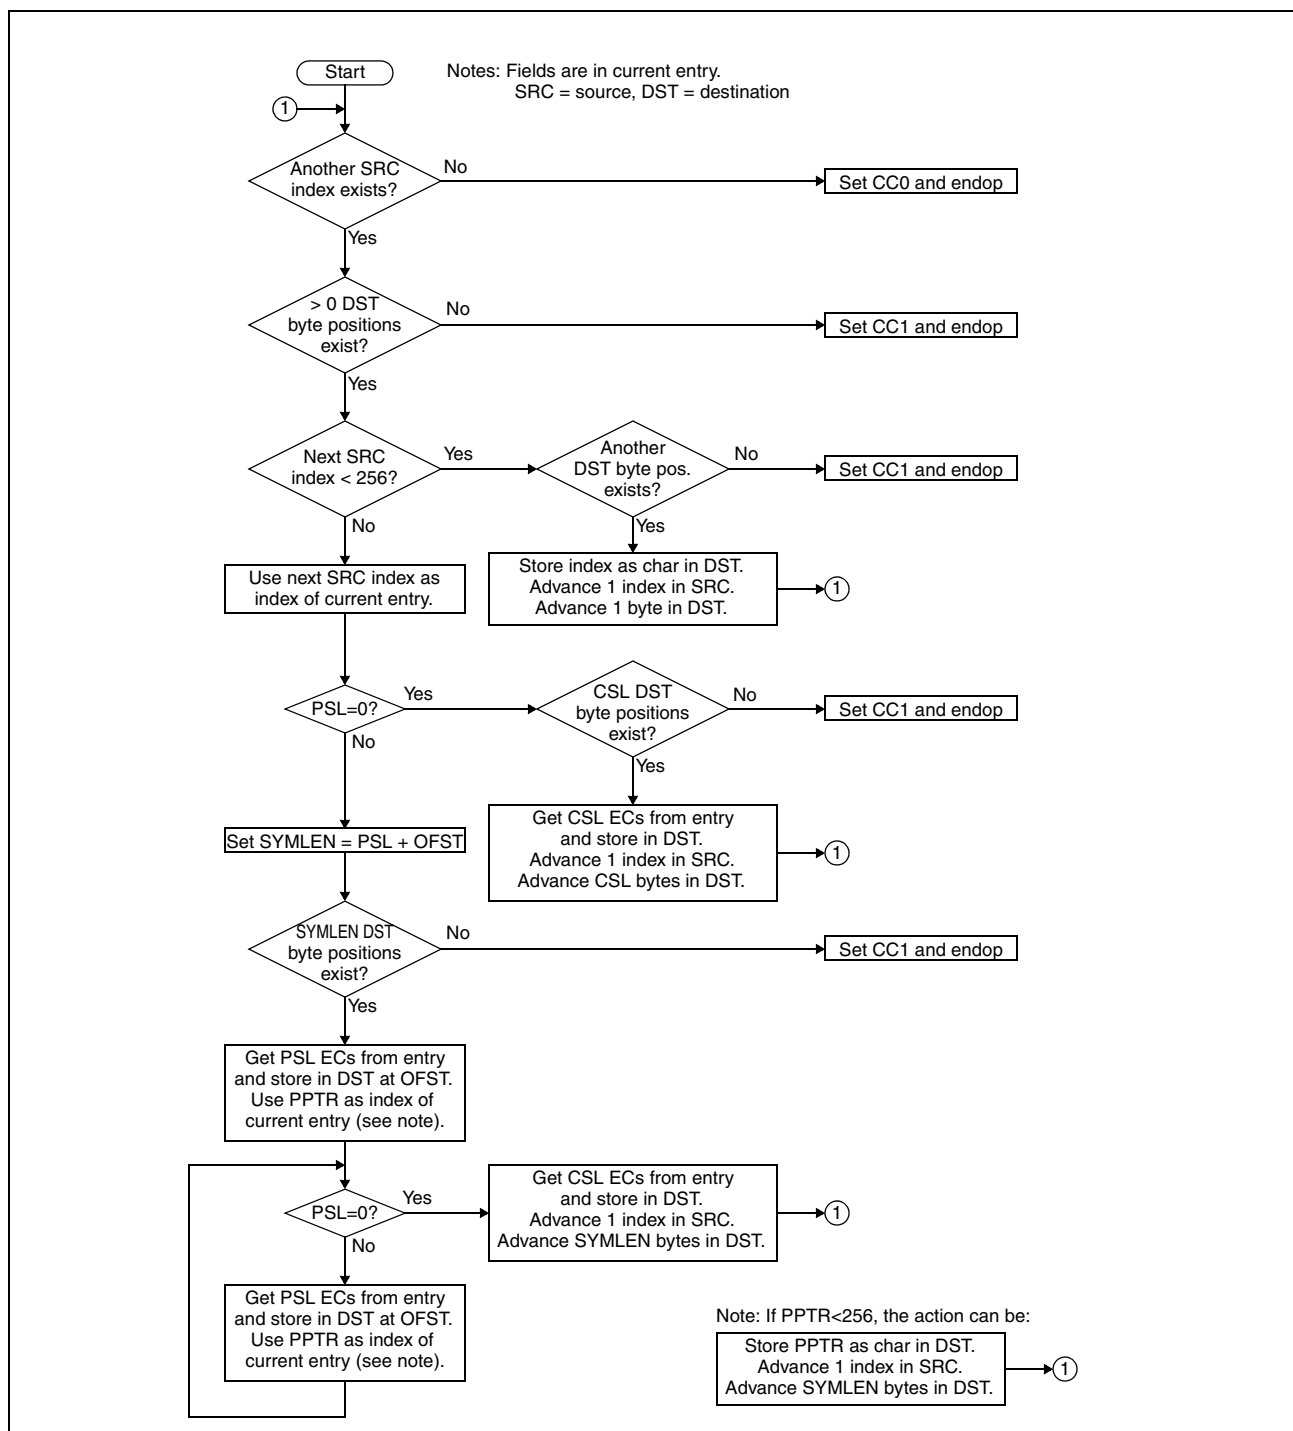 Start
Notes: Fields are in current entry.
SRC = source, DST = destination
1
Another SRC
index exists?
No
Set CC0 and endop
Yes
> 0 DST
byte positions
exist?
No
Set CC1 and endop
Yes
Next SRC
index < 256?
Yes
Another
DST byte pos.
exists?
No
Set CC1 and endop
No
Yes
Use next SRC index as
index of current entry.
Store index as char in DST.
Advance 1 index in SRC.
Advance 1 byte in DST.
1
PSL=0?
Yes
CSL DST
byte positions
exist?
No
Set CC1 and endop
No
Yes
Set SYMLEN = PSL + OFST
Get CSL ECs from entry
and store in DST.
Advance 1 index in SRC.
Advance CSL bytes in DST.
1
SYMLEN DST
byte positions
exist?
No
Set CC1 and endop
Yes
Get PSL ECs from entry
and store in DST at OFST.
Use PPTR as index of
current entry (see note).
PSL=0?
Yes
Get CSL ECs from entry
and store in DST.
Advance 1 index in SRC.
Advance SYMLEN bytes in DST.
1
No
Get PSL ECs from entry
and store in DST at OFST.
Use PPTR as index of
current entry (see note).
Note: If PPTR<256, the action can be:
Store PPTR as char in DST.
Advance 1 index in SRC.
Advance SYMLEN bytes in DST.
1